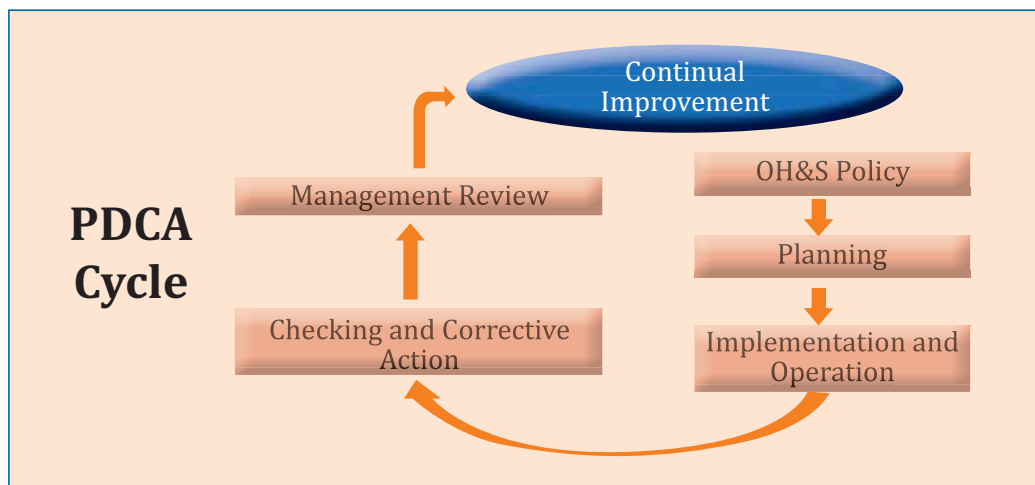 PDCA
Cycle
Continual
Improvement
OH&S Policy
Planning
Implementation and
Operation
Checking and Corrective
Action
Management Review